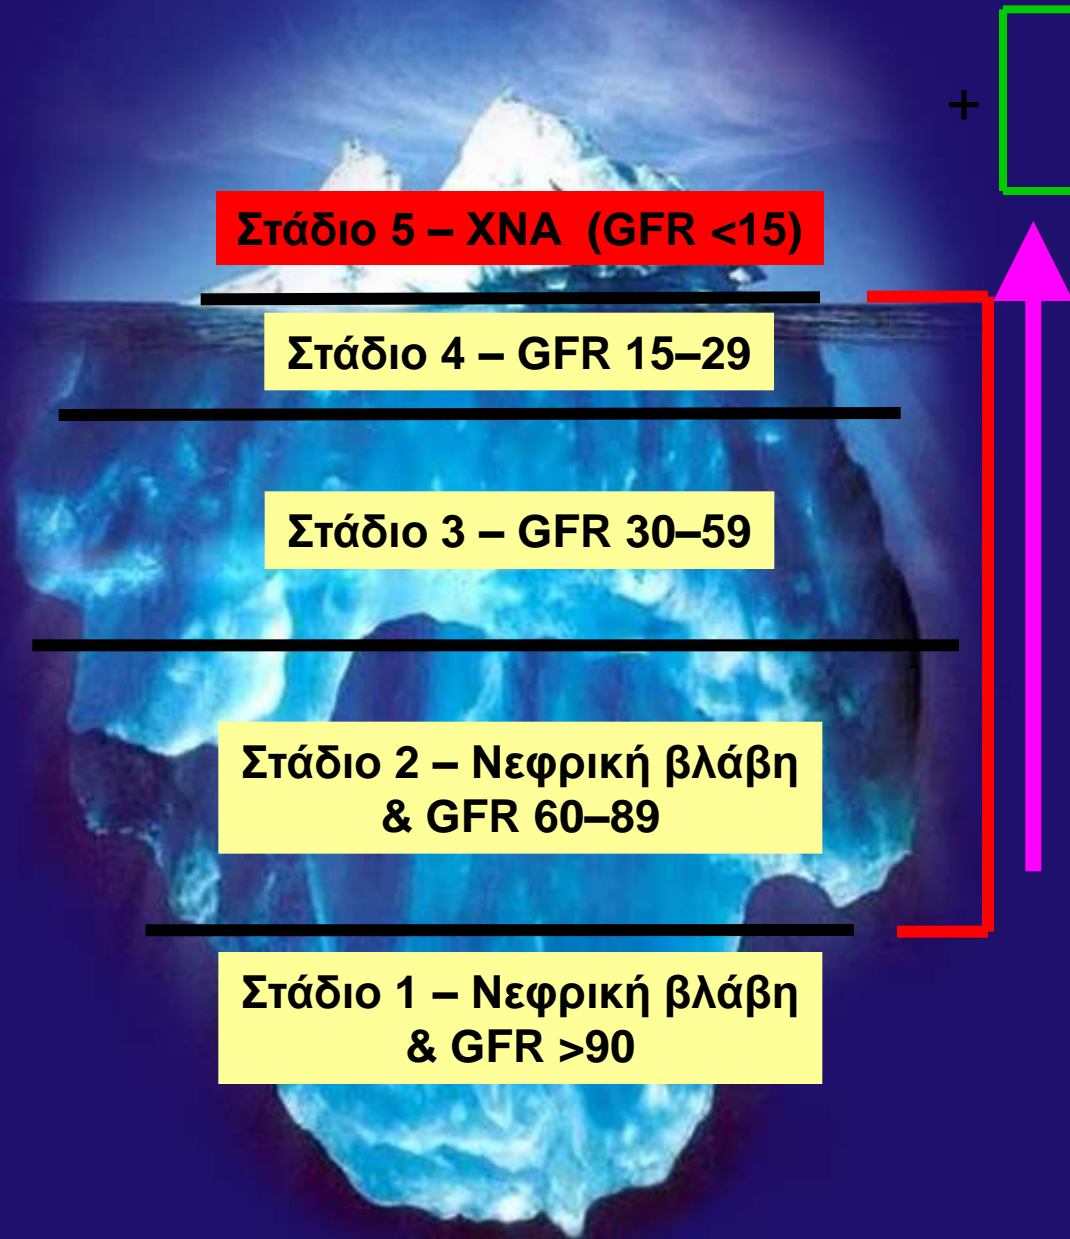 +
Στάδιο 5 – ΧΝΑ (GFR <15)
Στάδιο 4 – GFR 15–29
Στάδιο 3 – GFR 30–59
Στάδιο 2 – Νεφρική βλάβη
& GFR 60–89
Στάδιο 1 – Νεφρική βλάβη
& GFR >90